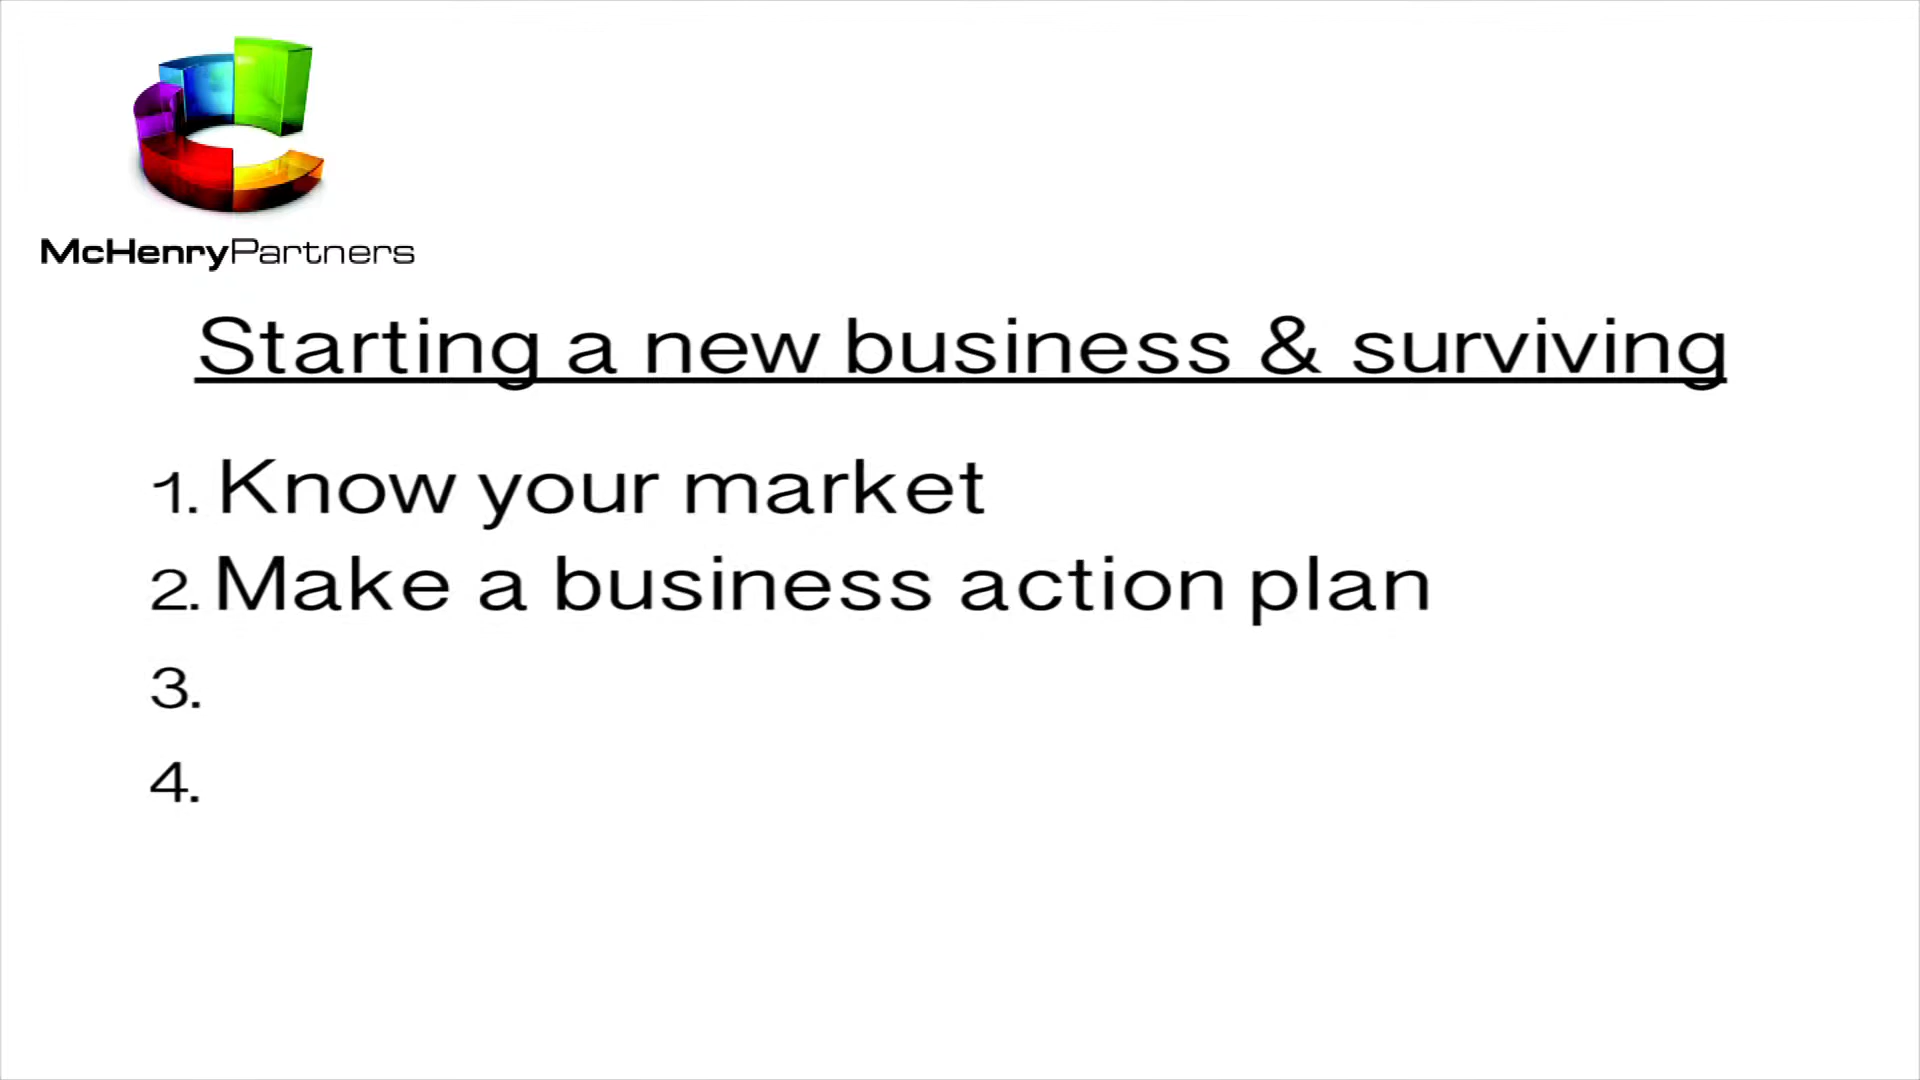 McHenryPartners
Starting a new business & surviving
1. Know your market
2. Make a business action plan
3.
4.